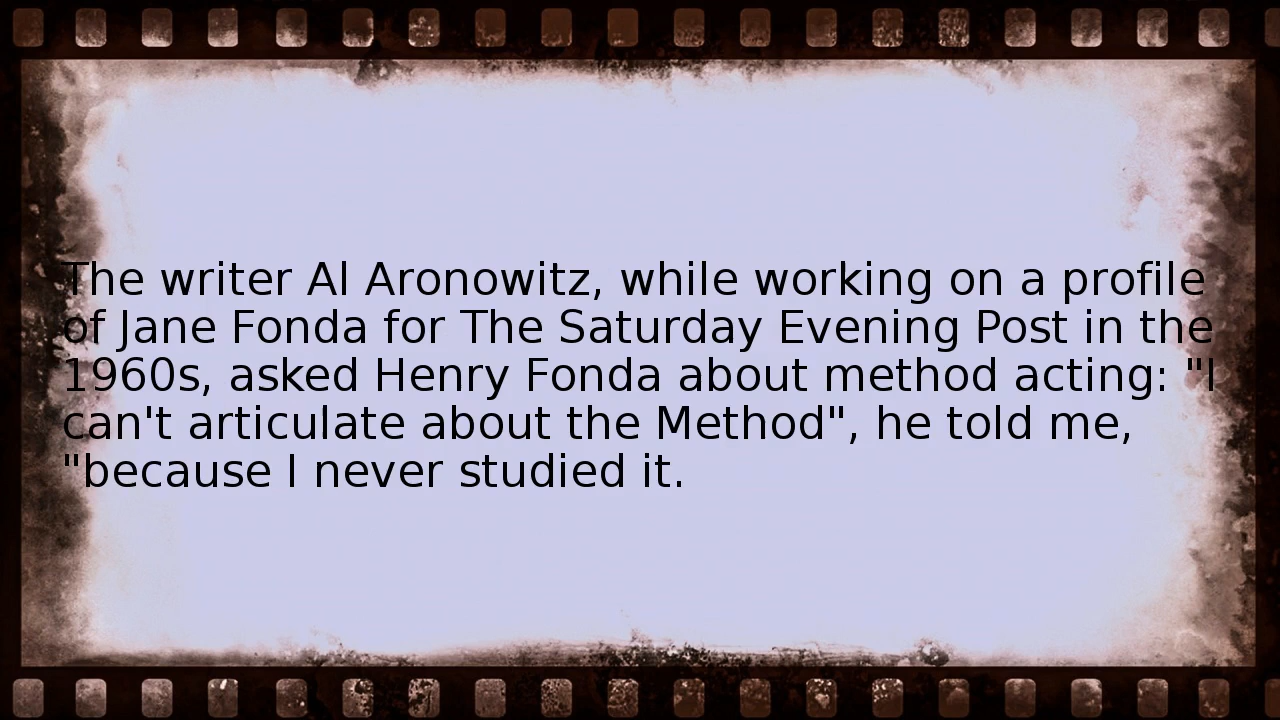 The writer Al Aronowitz, while working on a profile
of Jane Fonda for The Saturday Evening Post in the
1960s, asked Henry Fonda about method acting: "I
can't articulate about the Method", he told me,
"because I never studied it.